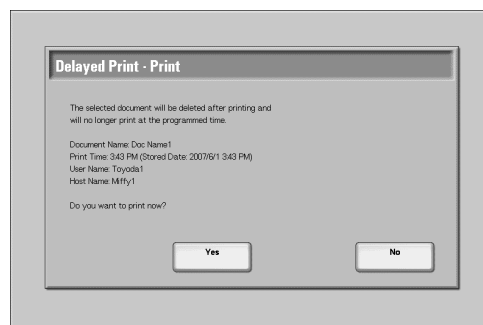 Delayed Print - Print
The selected document will be deleted after printing and
will no longer print at the programmed time.
Document Name: Doc Name1
Print Time: 3:43 PM (Stored Date: 2007/6/1 3:43 PM)
User Name: Toyoda1
Host Name: Miffy1
Do you want to print now?
Yes
No